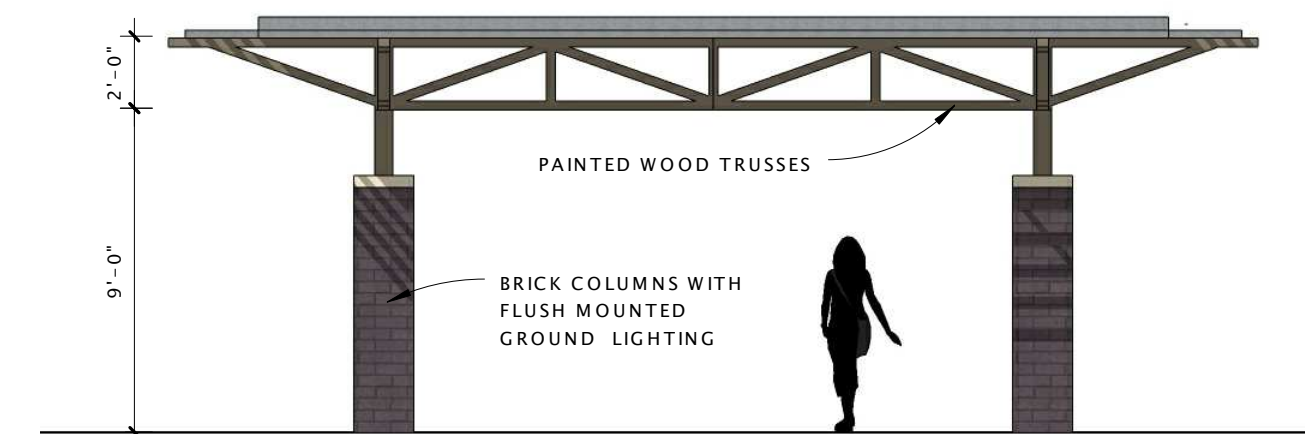 2'-0"
PAINTED WOOD TRUSSES
9'-0"
BRICK COLUMNS WITH
FLUSH MOUNTED
GROUND LIGHTING